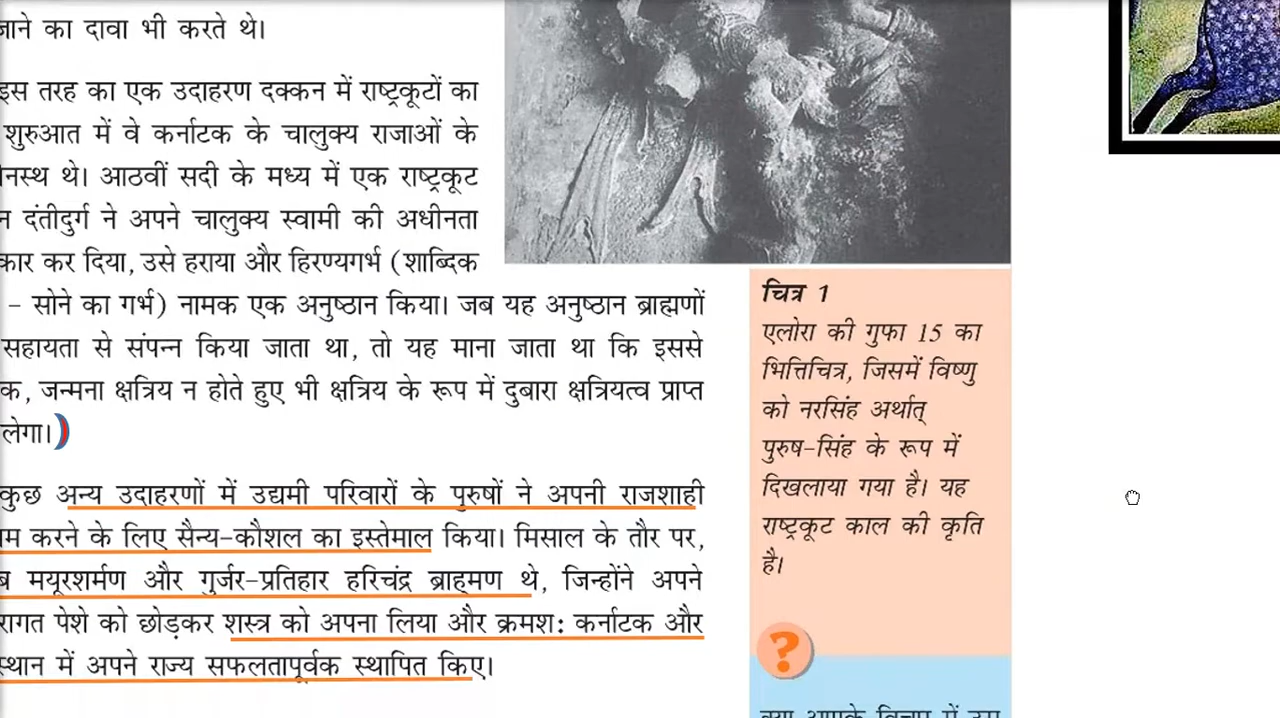 जाने का दावा भी करते थे।
इस तरह का एक उदाहरण दक्कन में राष्ट्रकूटों का
शुरुआत में वे कर्नाटक के चालुक्य राजाओं के
नस्थ थे। आठवीं सदी के मध्य में एक राष्ट्रकूट
न दंतीदुर्ग ने अपने चालुक्य स्वामी की अधीनता
कार कर दिया, उसे हराया और हिरण्यगर्भ (शाब्दिक
– सोने का गर्भ) नामक एक अनुष्ठान किया। जब यह अनुष्ठान ब्राह्मणों
सहायता से संपन्न किया जाता था, तो यह माना जाता था कि इससे
क, जन्मना क्षत्रिय न होते हुए भी क्षत्रिय के रूप में दुबारा क्षत्रियत्व प्राप्त
लेगा।)
कुछ अन्य उदाहरणों में उद्यमी परिवारों के पुरुषों ने अपनी राजशाही
म करने के लिए सैन्य-कौशल का इस्तेमाल किया। मिसाल के तौर पर,
ब मयूरशर्मण और गुर्जर-प्रतिहार हरिचंद्र ब्राह्मण थे, जिन्होंने अपने
रागत पेशे को छोड़कर शस्त्र को अपना लिया और क्रमशः कर्नाटक और
स्थान में अपने राज्य सफलतापूर्वक स्थापित किए।
चित्र 1
एलोरा की गुफा 15 का
भित्तिचित्र, जिसमें विष्णु
को नरसिंह अर्थात्
पुरुष-सिंह के रूप में
दिखलाया गया है। यह
राष्ट्रकूट काल की कृति
है।
?
क्या आपके विचार में इस